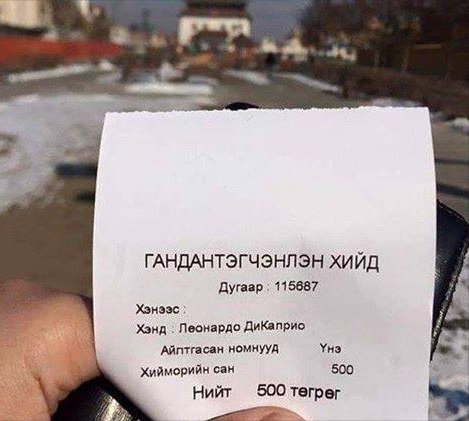 ГАНДАНТЭГЧЭНЛЭН ХИЙД
Дугаар : 115687
Хэнээс :
Хэнд : Леонардо ДиКаприо
Айлтгасан номнууд Үнэ
Хийморийн сан 500
Нийт 500 төгрөг